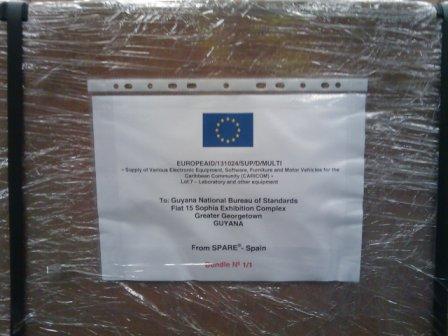 EUROPEAID/131024/SUP/D/MULTI
- Supply of Various Electronic Equipment, Software, Furniture and Motor Vehicles for the
Caribbean Community (CARICOM) -
Lot 7 – Laboratory and other equipment
To: Guyana National Bureau of Standards
Flat 15 Sophia Exhibition Complex
Greater Georgetown
GUYANA
From SPARE®- Spain
Bundle Nº 1/1